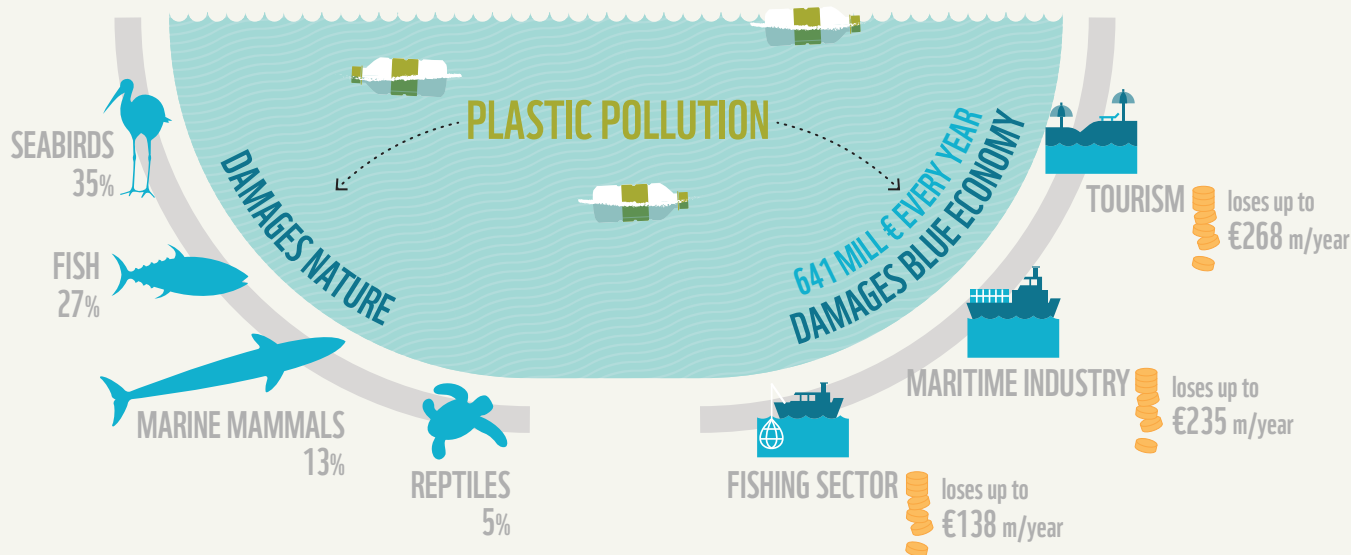 PLASTIC POLLUTION
DAMAGES NATURE
SEABIRDS
35%
FISH
27%
MARINE MAMMALS
13%
REPTILES
5%
641 MILL € EVERY YEAR
DAMAGES BLUE ECONOMY
TOURISM
loses up to
€268 m/year
MARITIME INDUSTRY
loses up to
€235 m/year
FISHING SECTOR
loses up to
€138 m/year